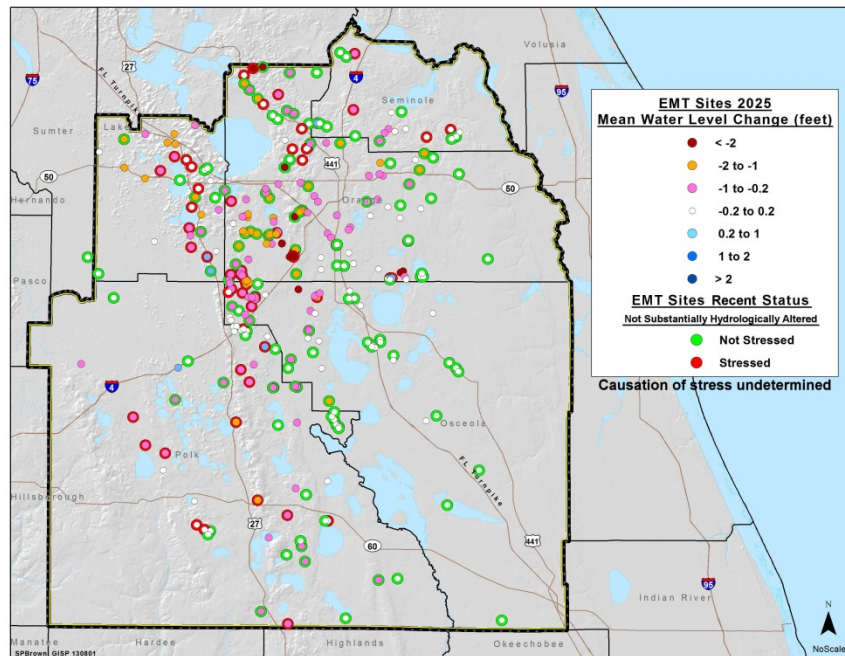 Volusia
27
FL Turnpike
4
95
75
Seminole
Sumter
Lake
441
50
Hernando
Orange
50
Pasco
4
Osceola
Polk
Hillsborough
FL Turnpike
27
60
441
95
Indian River
Manatee
Hardee
Highlands
Okeechobee
SPBrown, GISP 130801
EMT Sites 2025
Mean Water Level Change (feet)
< -2
-2 to -1
-1 to -0.2
-0.2 to 0.2
0.2 to 1
1 to 2
> 2
EMT Sites Recent Status
Not Substantially Hydrologically Altered
Not Stressed
Stressed
Causation of stress undetermined
N
NoScale